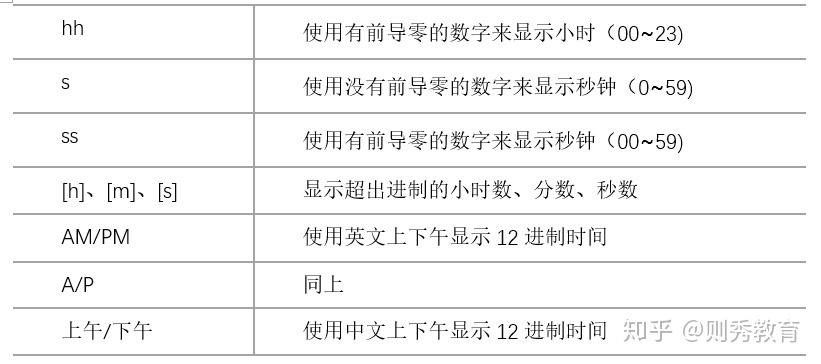 hh 使用有前导零的数字来显示小时（00~23)
s 使用没有前导零的数字来显示秒钟（0~59)
ss 使用有前导零的数字来显示秒钟（00~59)
[h]、[m]、[s] 显示超出进制的小时数、分数、秒数
AM/PM 使用英文上下午显示 12 进制时间
A/P 同上
上午/下午 使用中文上下午显示 12 进制时间
知乎 @则秀教育